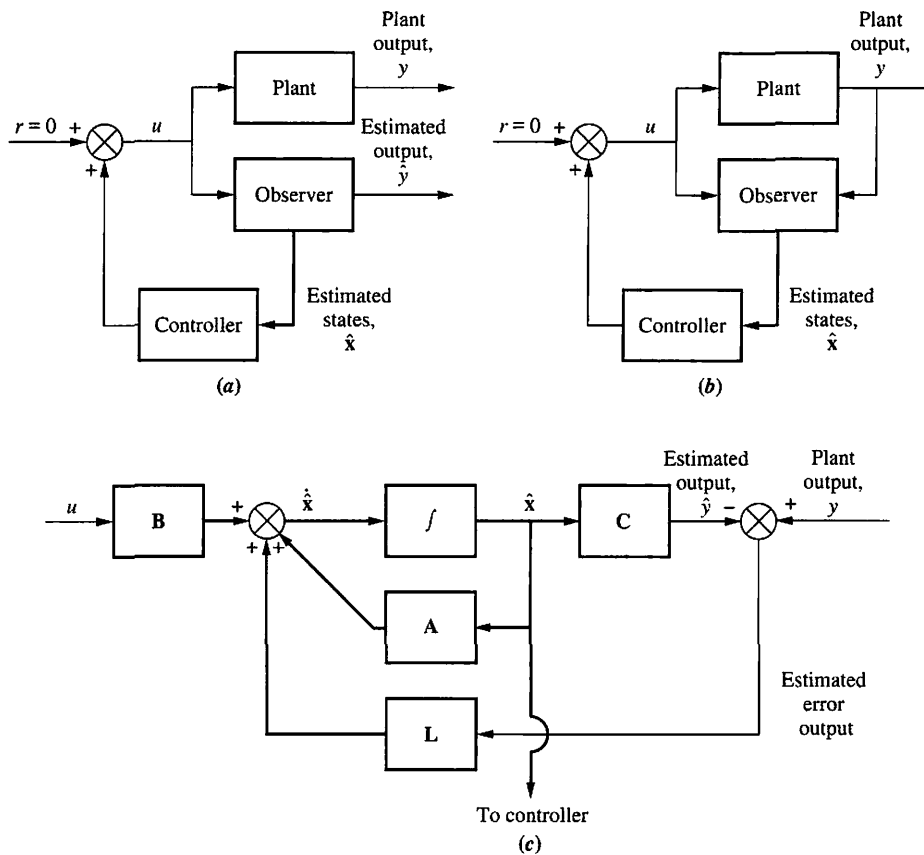 Plant
output,
y
Plant
r = 0
+
u
+
Estimated
output,
ŷ
Observer
Controller
Estimated
states,
x̂
(a)
Plant
output,
y
Plant
r = 0
+
u
+
Observer
Controller
Estimated
states,
x̂
(b)
u
B
+
+
+
ẋ̂
∫
x̂
C
Estimated
output,
ŷ
−
+
Plant
output,
y
A
L
Estimated
error
output
To controller
(c)